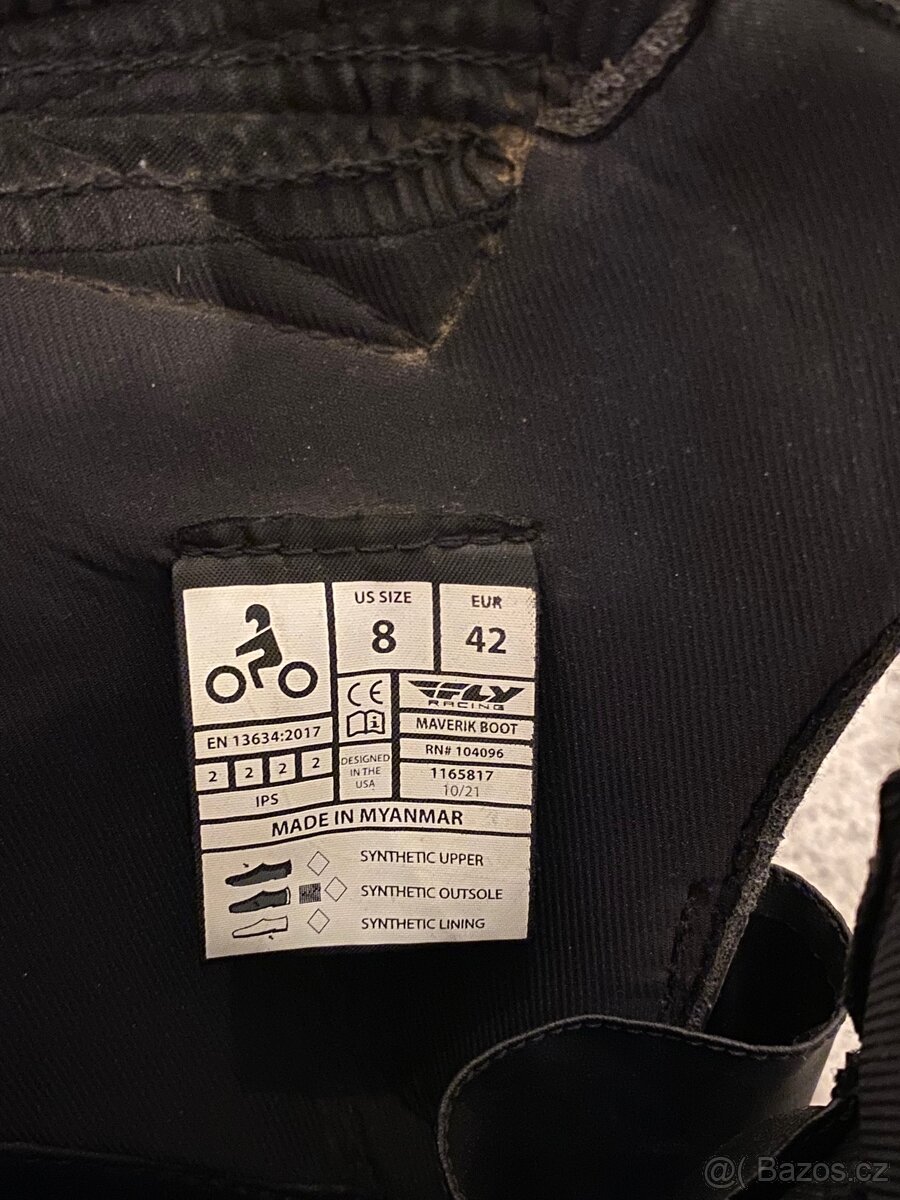 US SIZE
8
EUR
42
CE
FLY
RACING
MAVERIK BOOT
EN 13634:2017
RN# 104096
2 2 2 2
DESIGNED
IN THE
USA
1165817
10/21
IPS
MADE IN MYANMAR
SYNTHETIC UPPER
SYNTHETIC OUTSOLE
SYNTHETIC LINING
@( Bazos.cz